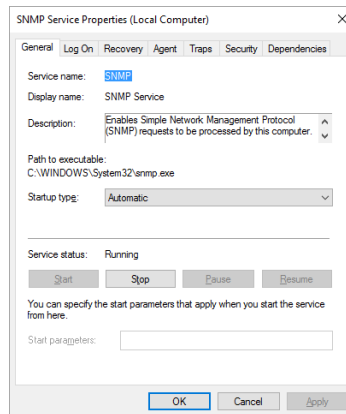 SNMP Service Properties (Local Computer)
General Log On Recovery Agent Traps Security Dependencies
Service name: SNMP
Display name: SNMP Service
Description: Enables Simple Network Management Protocol
(SNMP) requests to be processed by this computer.
Path to executable:
C:\WINDOWS\System32\snmp.exe
Startup type: Automatic
Service status: Running
Start Stop Pause Resume
You can specify the start parameters that apply when you start the service
from here.
Start parameters:
OK Cancel Apply